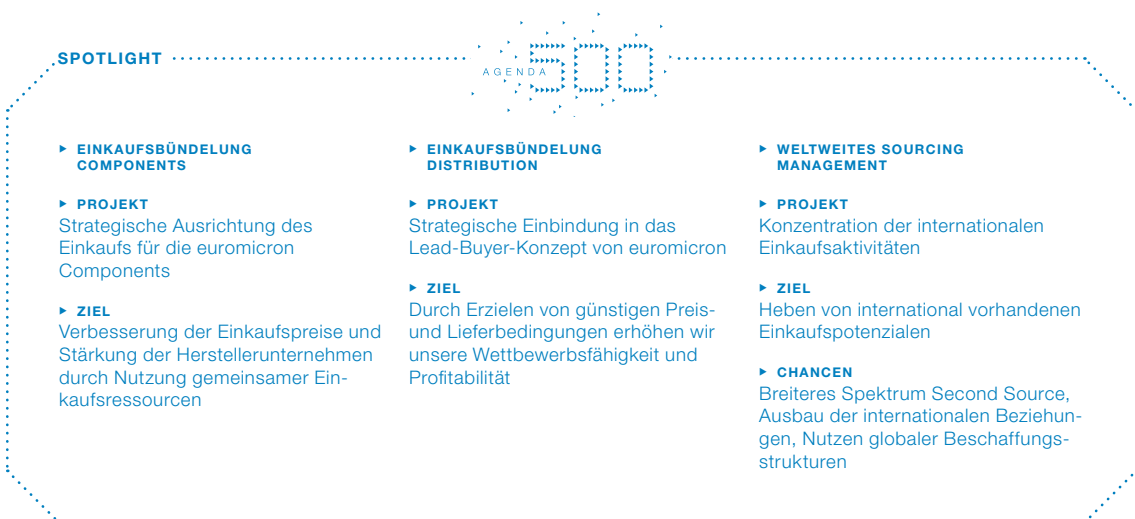 SPOTLIGHT
AGENDA 500
▸ EINKAUFSBÜNDELUNG
COMPONENTS
▸ PROJEKT
Strategische Ausrichtung des
Einkaufs für die euromicron
Components
▸ ZIEL
Verbesserung der Einkaufspreise und
Stärkung der Herstellerunternehmen
durch Nutzung gemeinsamer Ein-
kaufsressourcen
▸ EINKAUFSBÜNDELUNG
DISTRIBUTION
▸ PROJEKT
Strategische Einbindung in das
Lead-Buyer-Konzept von euromicron
▸ ZIEL
Durch Erzielen von günstigen Preis-
und Lieferbedingungen erhöhen wir
unsere Wettbewerbsfähigkeit und
Profitabilität
▸ WELTWEITES SOURCING
MANAGEMENT
▸ PROJEKT
Konzentration der internationalen
Einkaufsaktivitäten
▸ ZIEL
Heben von international vorhandenen
Einkaufspotenzialen
▸ CHANCEN
Breiteres Spektrum Second Source,
Ausbau der internationalen Beziehun-
gen, Nutzen globaler Beschaffungs-
strukturen